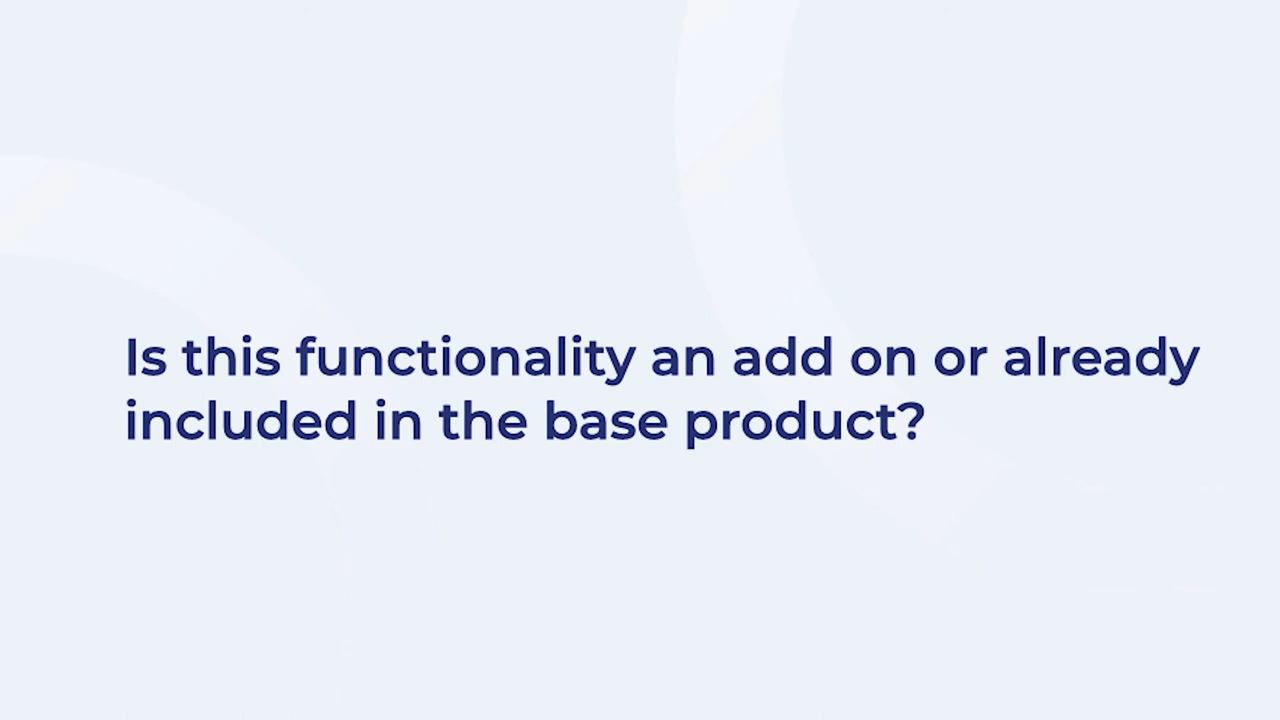 Is this functionality an add on or already
included in the base product?